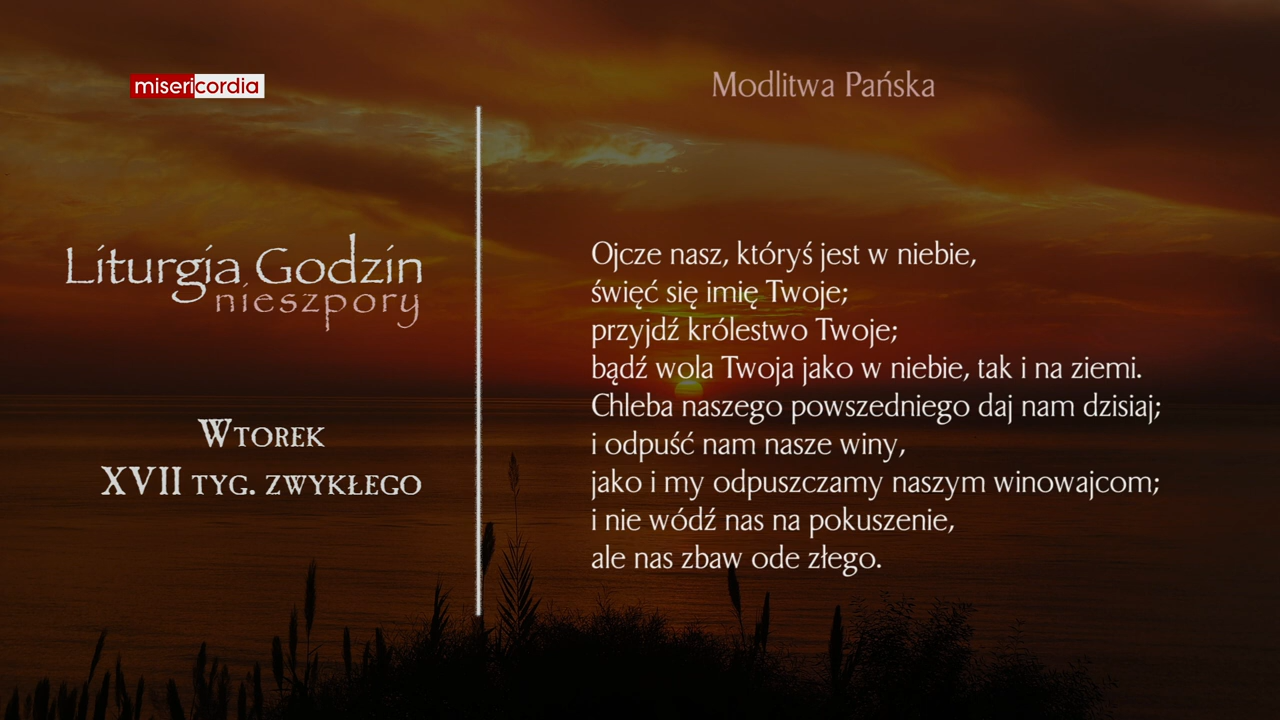 misericordia
Liturgia Godzin
nieszpory
Wtorek
XVII tyg. zwykłego
Modlitwa Pańska
Ojcze nasz, któryś jest w niebie,
święć się imię Twoje;
przyjdź królestwo Twoje;
bądź wola Twoja jako w niebie, tak i na ziemi.
Chleba naszego powszedniego daj nam dzisiaj;
i odpuść nam nasze winy,
jako i my odpuszczamy naszym winowajcom;
i nie wódź nas na pokuszenie,
ale nas zbaw ode złego.